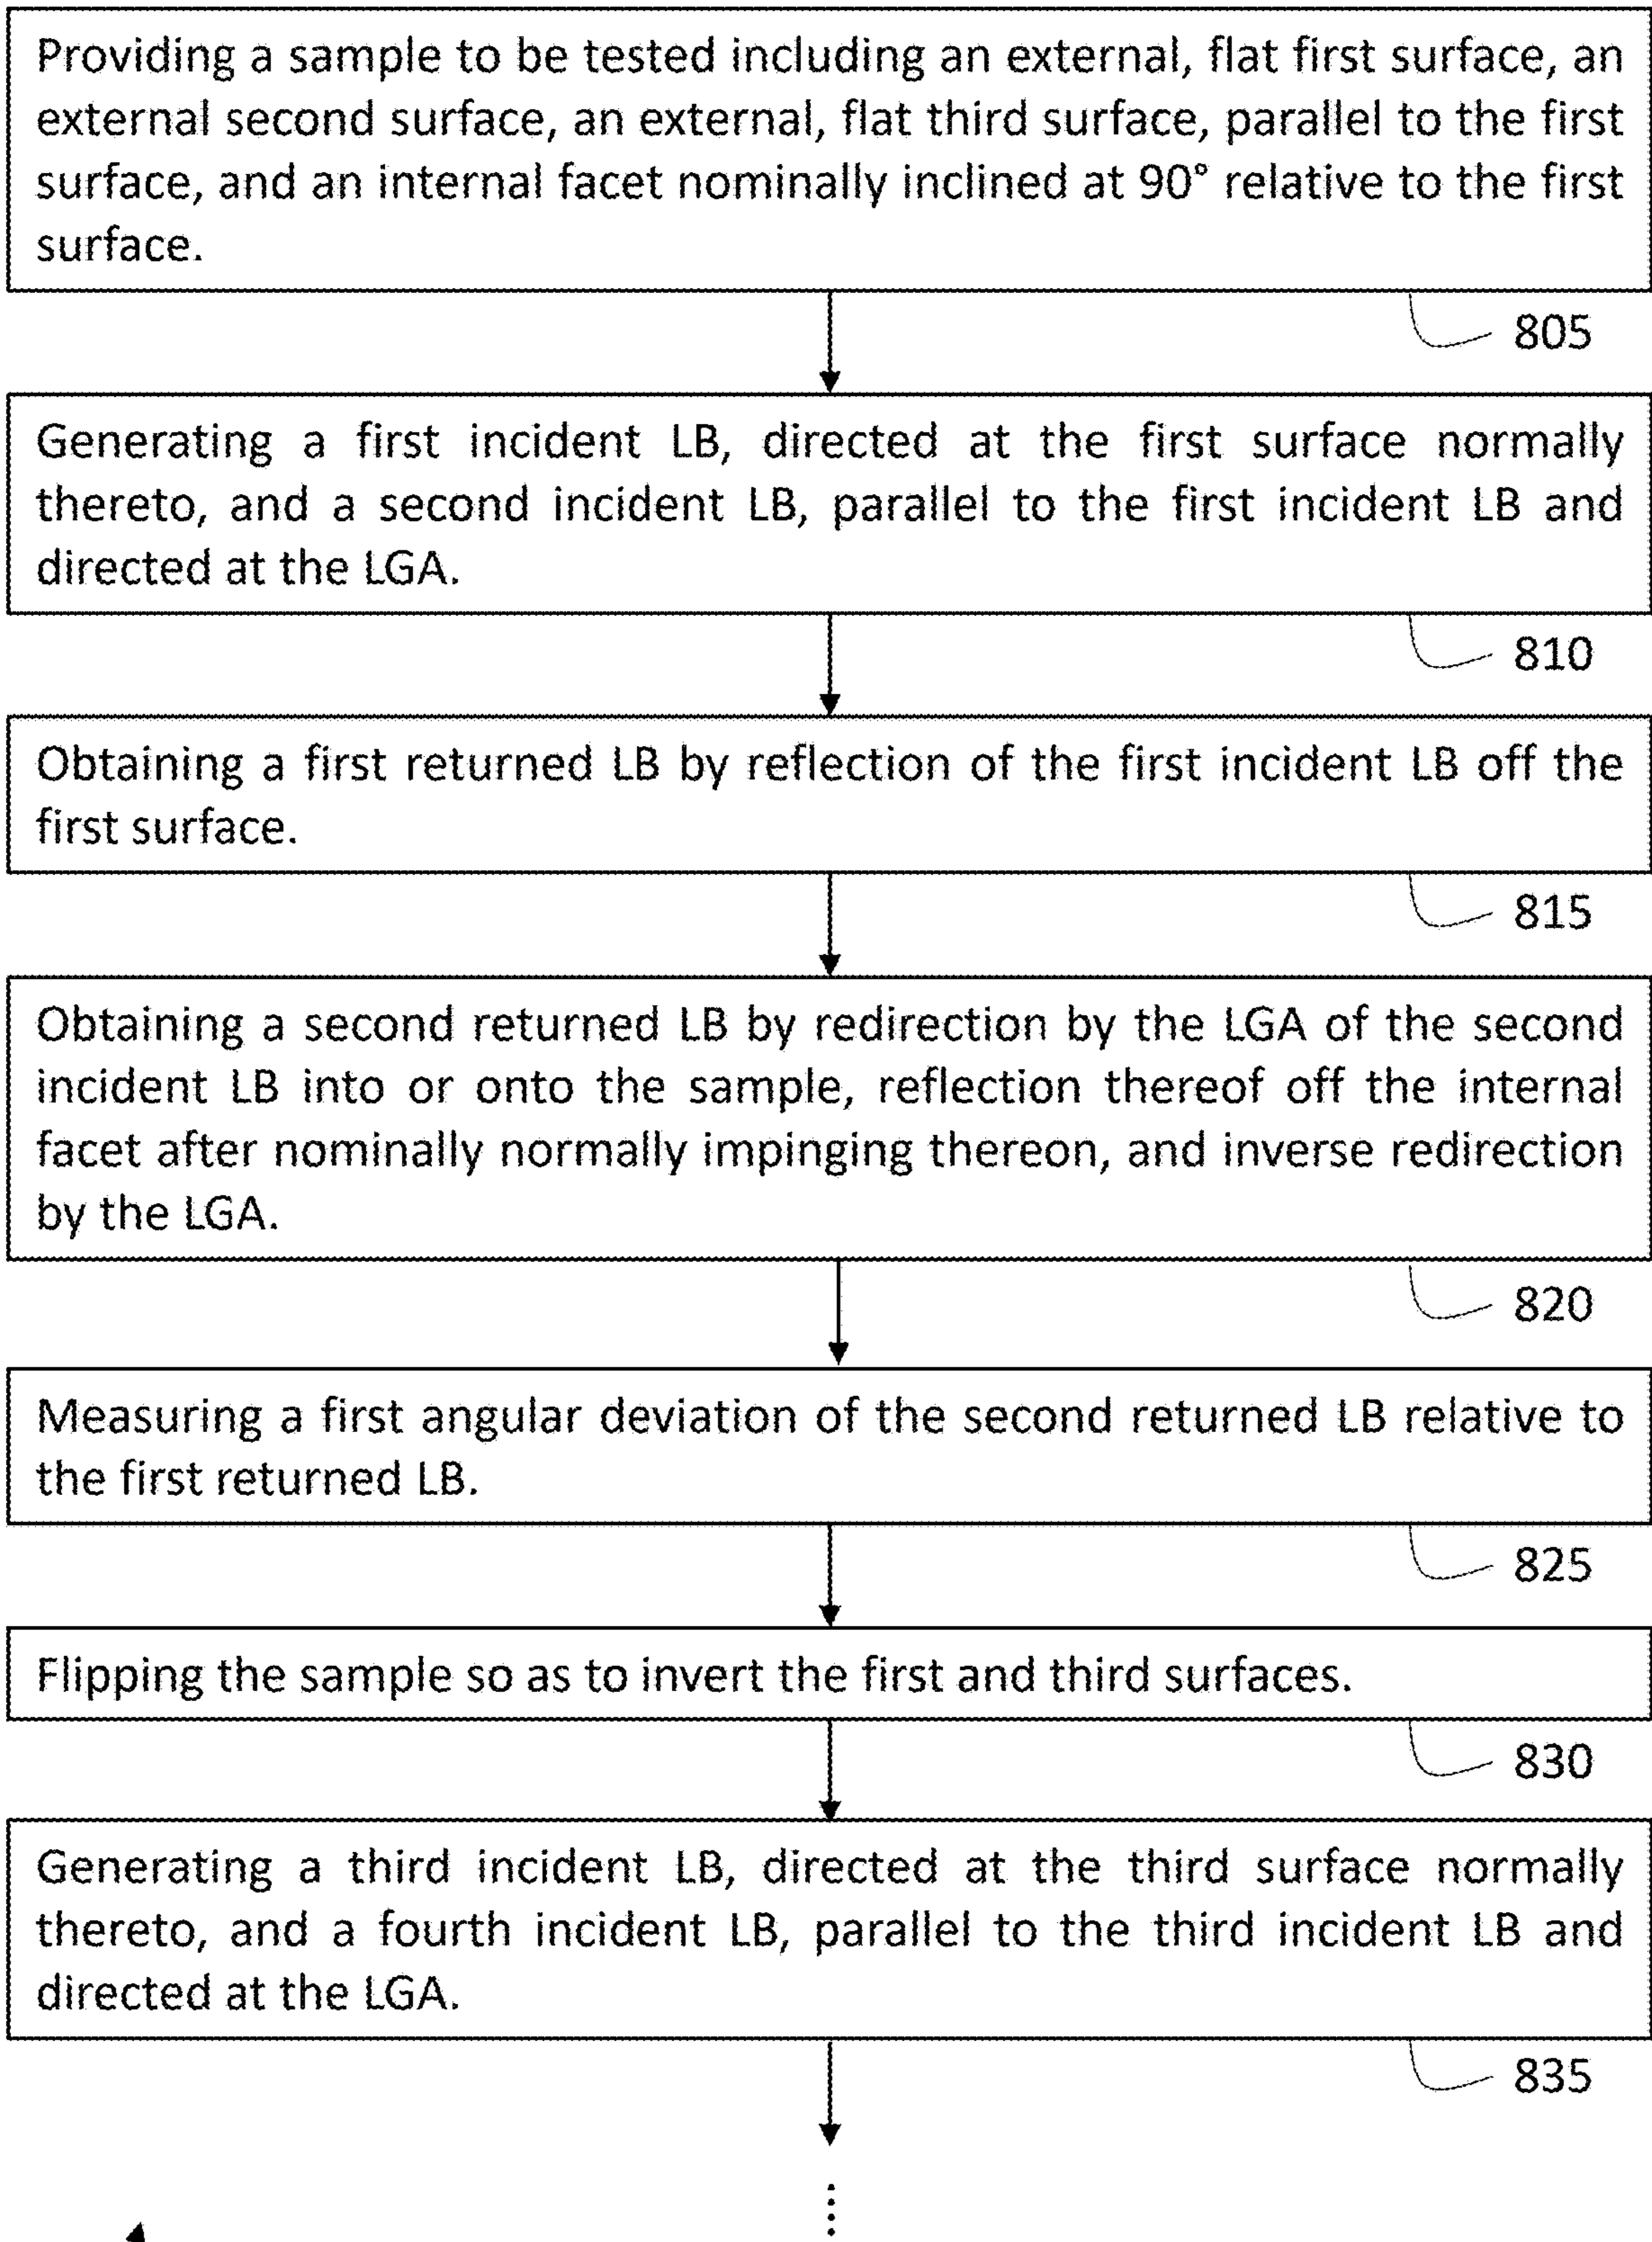 Providing a sample to be tested including an external, flat first surface, an
external second surface, an external, flat third surface, parallel to the first
surface, and an internal facet nominally inclined at 90° relative to the first
surface.
805
Generating a first incident LB, directed at the first surface normally
thereto, and a second incident LB, parallel to the first incident LB and
directed at the LGA.
810
Obtaining a first returned LB by reflection of the first incident LB off the
first surface.
815
Obtaining a second returned LB by redirection by the LGA of the second
incident LB into or onto the sample, reflection thereof off the internal
facet after nominally normally impinging thereon, and inverse redirection
by the LGA.
820
Measuring a first angular deviation of the second returned LB relative to
the first returned LB.
825
Flipping the sample so as to invert the first and third surfaces.
830
Generating a third incident LB, directed at the third surface normally
thereto, and a fourth incident LB, parallel to the third incident LB and
directed at the LGA.
835